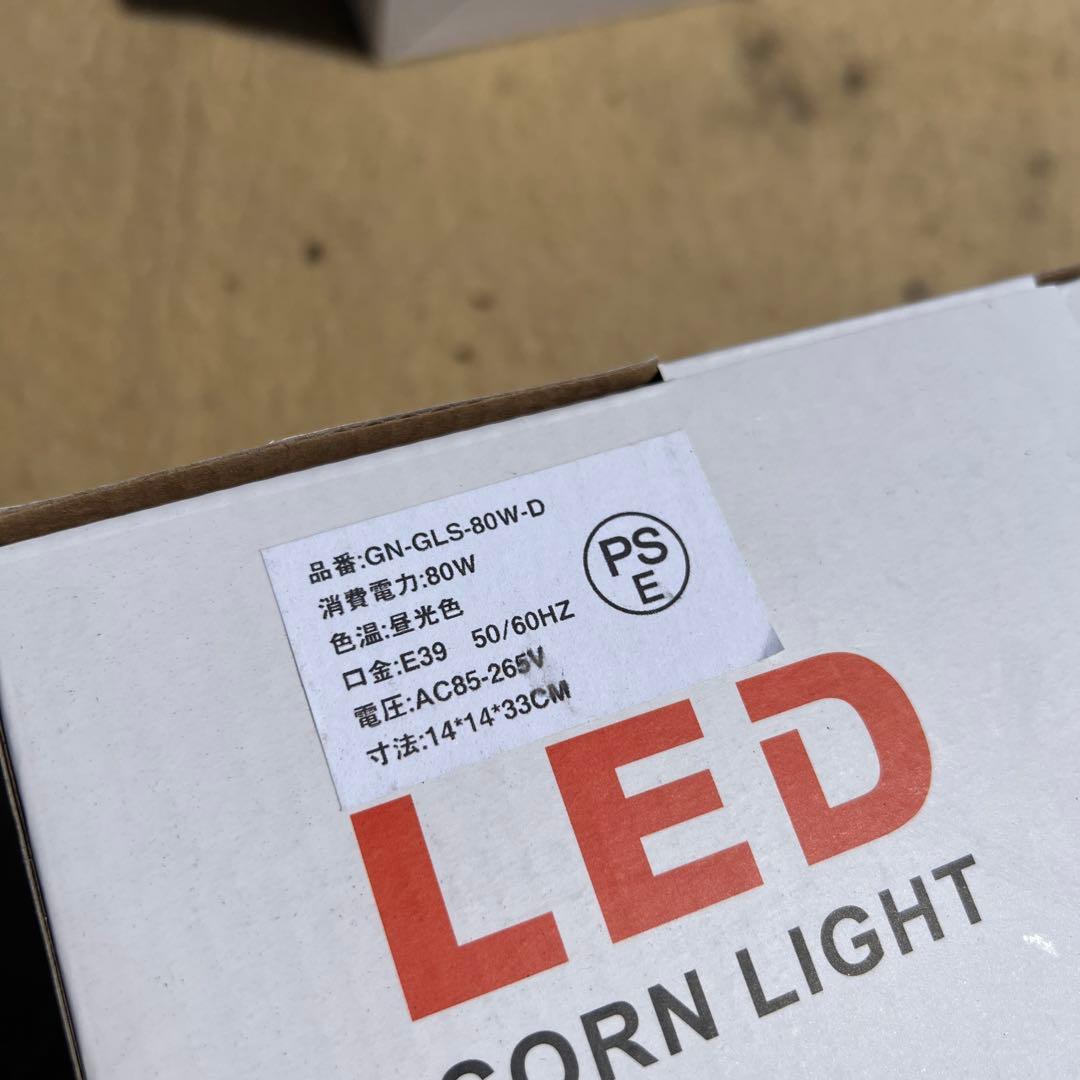 品番:GN-GLS-80W-D
消費電力:80W
色温:昼光色
口金:E39 50/60HZ
電圧:AC85-265V
寸法:14*14*33CM
PS
E
LED
CORN LIGHT